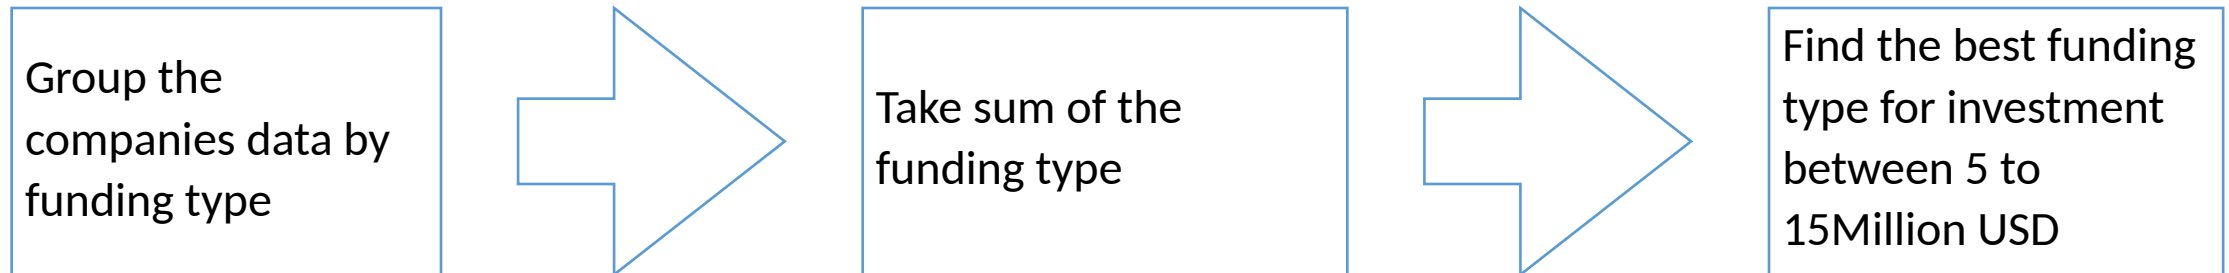 Group the
companies data by
funding type
Take sum of the
funding type
Find the best funding
type for investment
between 5 to
15Million USD